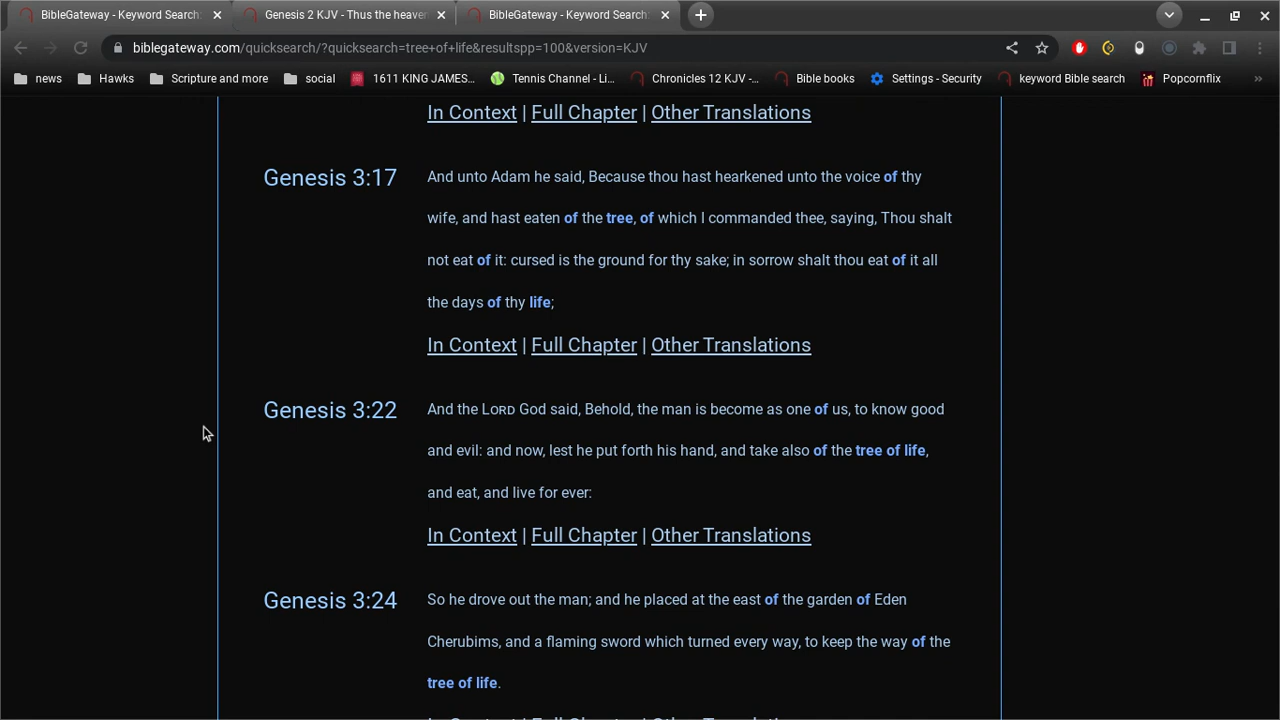 BibleGateway - Keyword Search:
Genesis 2 KJV - Thus the heaven
BibleGateway - Keyword Search:
biblegateway.com/quicksearch/?quicksearch=tree+of+life&resultspp=100&version=KJV
news
Hawks
Scripture and more
social
1611 KING JAMES...
Tennis Channel - Li...
Chronicles 12 KJV -...
Bible books
Settings - Security
keyword Bible search
Popcornflix
»
In Context | Full Chapter | Other Translations
Genesis 3:17
And unto Adam he said, Because thou hast hearkened unto the voice of thy
wife, and hast eaten of the tree, of which I commanded thee, saying, Thou shalt
not eat of it: cursed is the ground for thy sake; in sorrow shalt thou eat of it all
the days of thy life;
In Context | Full Chapter | Other Translations
Genesis 3:22
And the LORD God said, Behold, the man is become as one of us, to know good
and evil: and now, lest he put forth his hand, and take also of the tree of life,
and eat, and live for ever:
In Context | Full Chapter | Other Translations
Genesis 3:24
So he drove out the man; and he placed at the east of the garden of Eden
Cherubims, and a flaming sword which turned every way, to keep the way of the
tree of life.